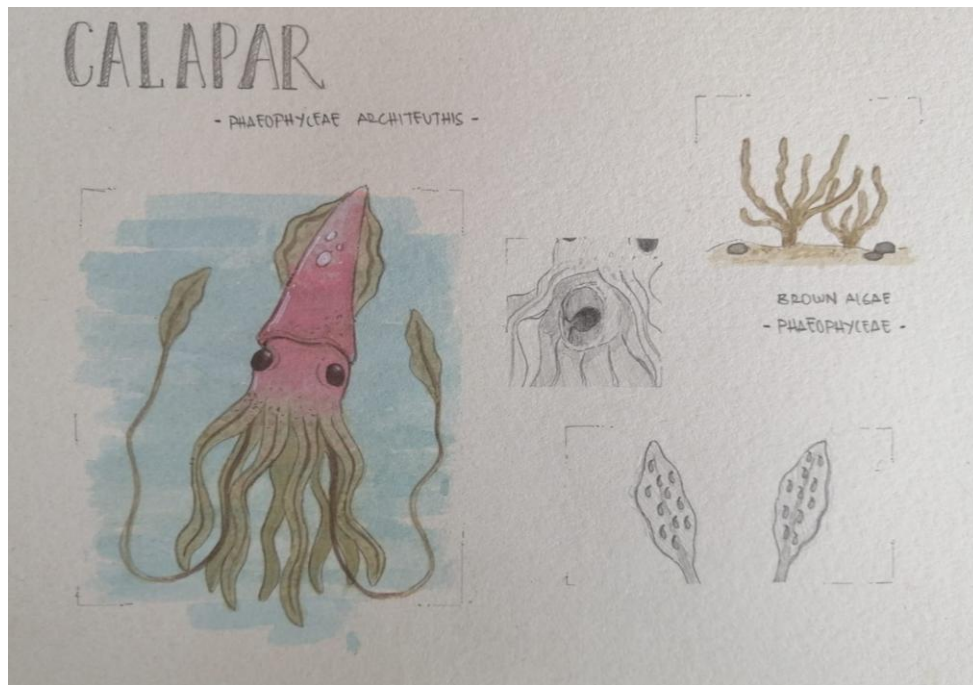 CALAPAR
- PHAEOPHYCEAE ARCHITEUTHIS -
BROWN ALGAE
- PHAEOPHYCEAE -